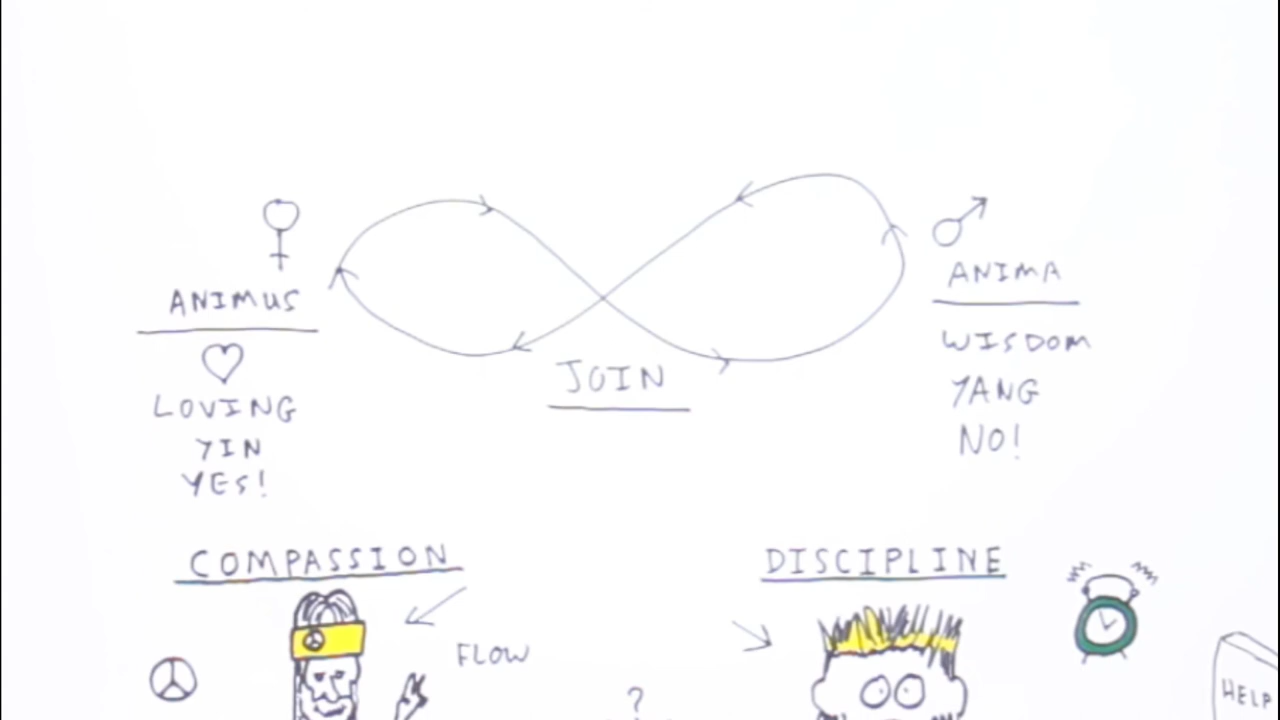 ANIMUS
LOVING
YIN
YES!
JOIN
ANIMA
WISDOM
YANG
NO!
COMPASSION
FLOW
?
DISCIPLINE
HELP